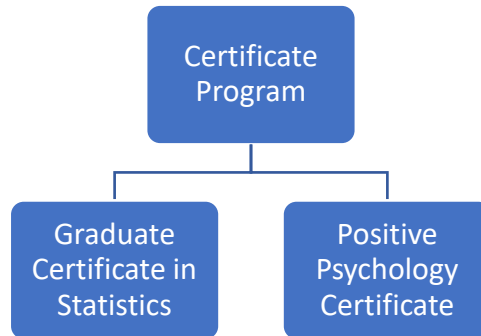 Certificate
Program
Graduate
Certificate in
Statistics
Positive
Psychology
Certificate